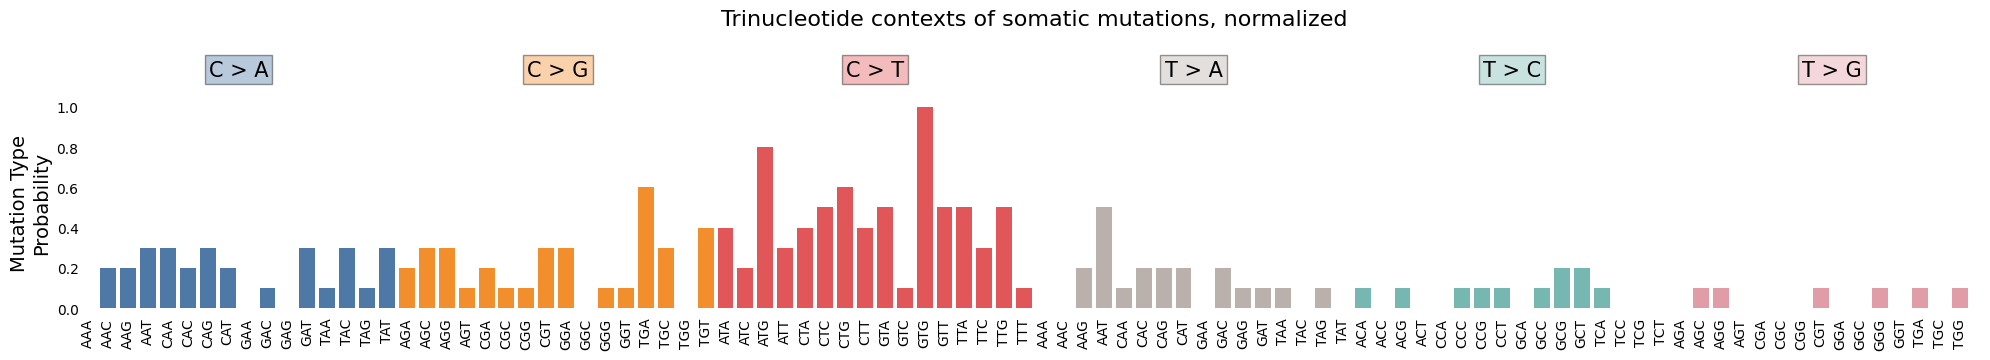 Trinucleotide contexts of somatic mutations, normalized
C > A C > G C > T T > A T > C T > G
Mutation Type
Probability
1.0
0.8
0.6
0.4
0.2
0.0
AAA AAC AAG AAT CAA CAC CAG CAT GAA GAC GAG GAT TAA TAC TAG TAT AGA AGC AGG AGT CGA CGC CGG CGT GGA GGC GGG GGT TGA TGC TGG TGT ATA ATC ATG ATT CTA CTC CTG CTT GTA GTC GTG GTT TTA TTC TTG TTT AAA AAC AAG AAT CAA CAC CAG CAT GAA GAC GAG GAT TAA TAC TAG TAT ACA ACC ACG ACT CCA CCC CCG CCT GCA GCC GCG GCT TCA TCC TCG TCT AGA AGC AGG AGT CGA CGC CGG CGT GGA GGC GGG GGT TGA TGC TGG